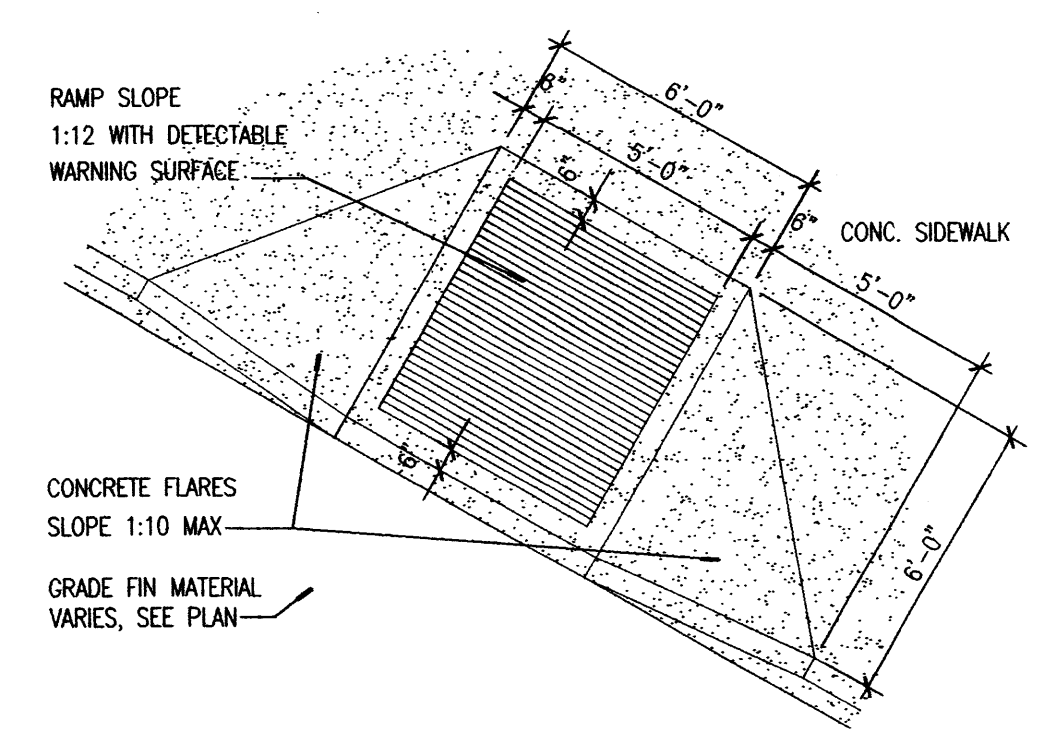 RAMP SLOPE
1:12 WITH DETECTABLE
WARNING SURFACE
6"
6'-0"
5'-0"
6"
6"
CONC. SIDEWALK
5'-0"
6"
6'-0"
CONCRETE FLARES
SLOPE 1:10 MAX
GRADE FIN MATERIAL
VARIES, SEE PLAN